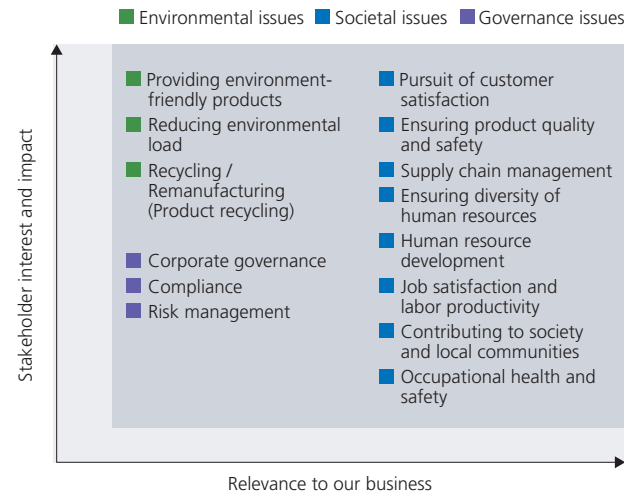 Environmental issues Societal issues Governance issues
Stakeholder interest and impact
Providing environment-
friendly products
Reducing environmental
load
Recycling /
Remanufacturing
(Product recycling)
Corporate governance
Compliance
Risk management
Pursuit of customer
satisfaction
Ensuring product quality
and safety
Supply chain management
Ensuring diversity of
human resources
Human resource
development
Job satisfaction and
labor productivity
Contributing to society
and local communities
Occupational health and
safety
Relevance to our business